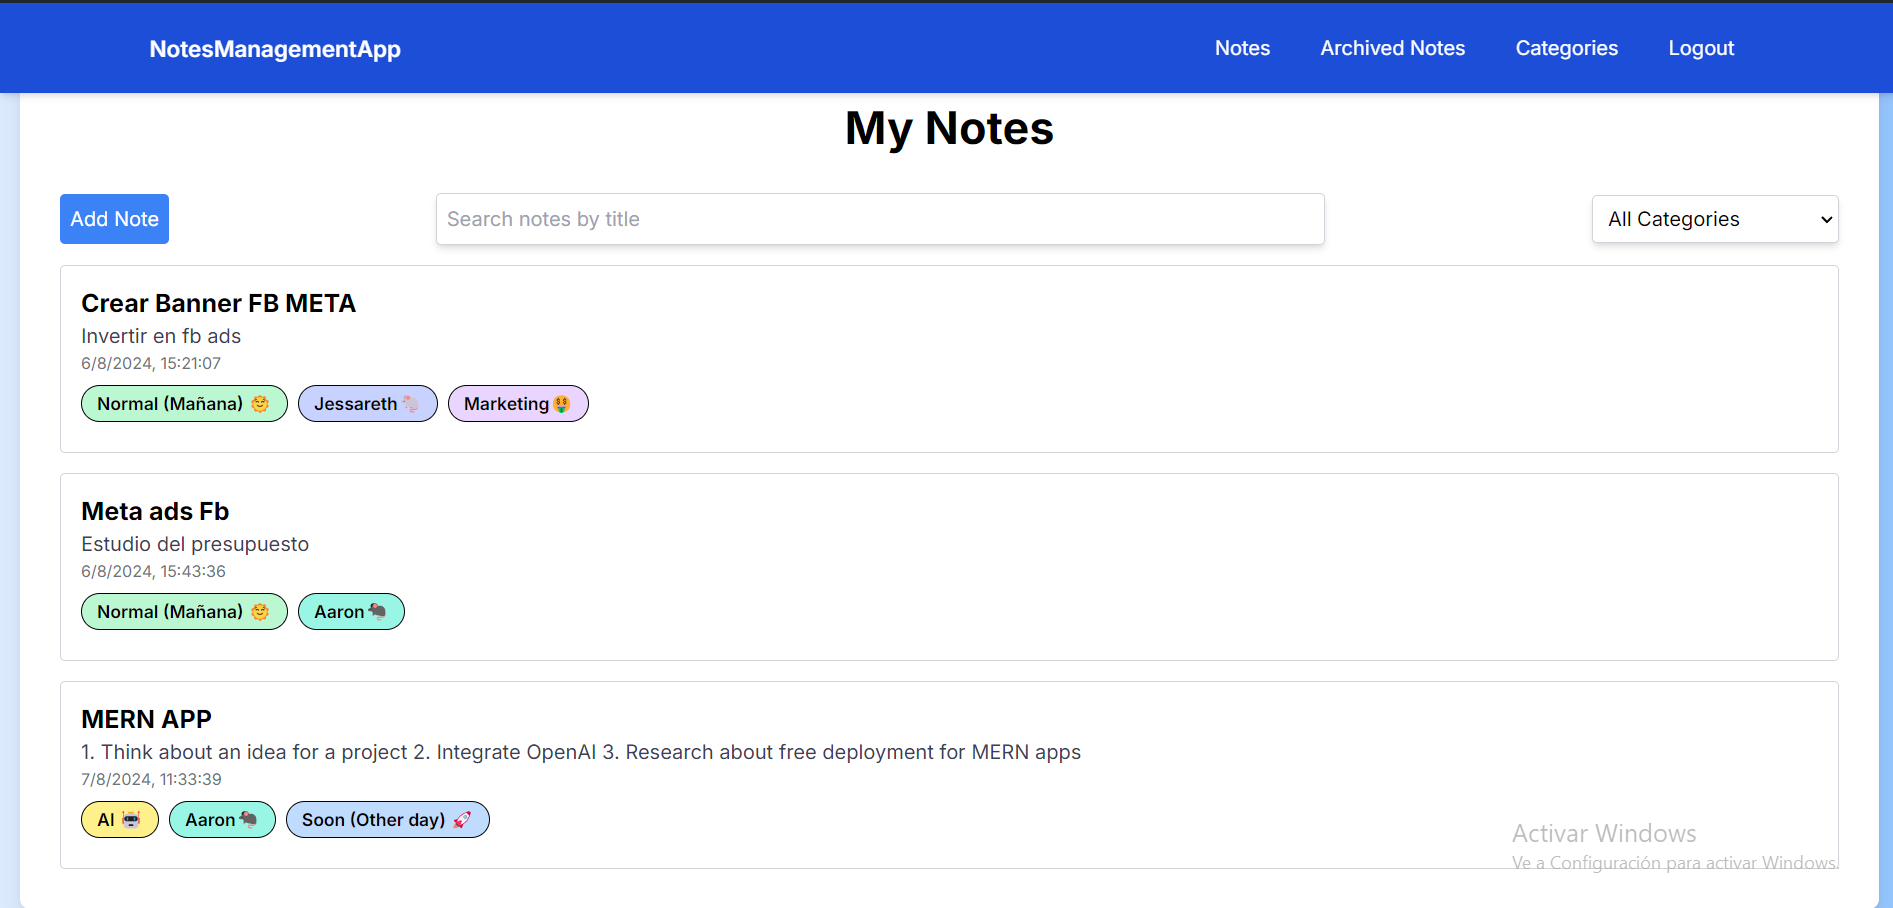 NotesManagementApp
Notes Archived Notes Categories Logout
My Notes
Add Note
Search notes by title
All Categories
Crear Banner FB META
Invertir en fb ads
6/8/2024, 15:21:07
Normal (Mañana) 🌞 Jessareth🐁 Marketing🤑
Meta ads Fb
Estudio del presupuesto
6/8/2024, 15:43:36
Normal (Mañana) 🌞 Aaron🐀
MERN APP
1. Think about an idea for a project 2. Integrate OpenAI 3. Research about free deployment for MERN apps
7/8/2024, 11:33:39
AI 🤖 Aaron🐀 Soon (Other day) 🚀
Activar Windows
Ve a Configuración para activar Windows.